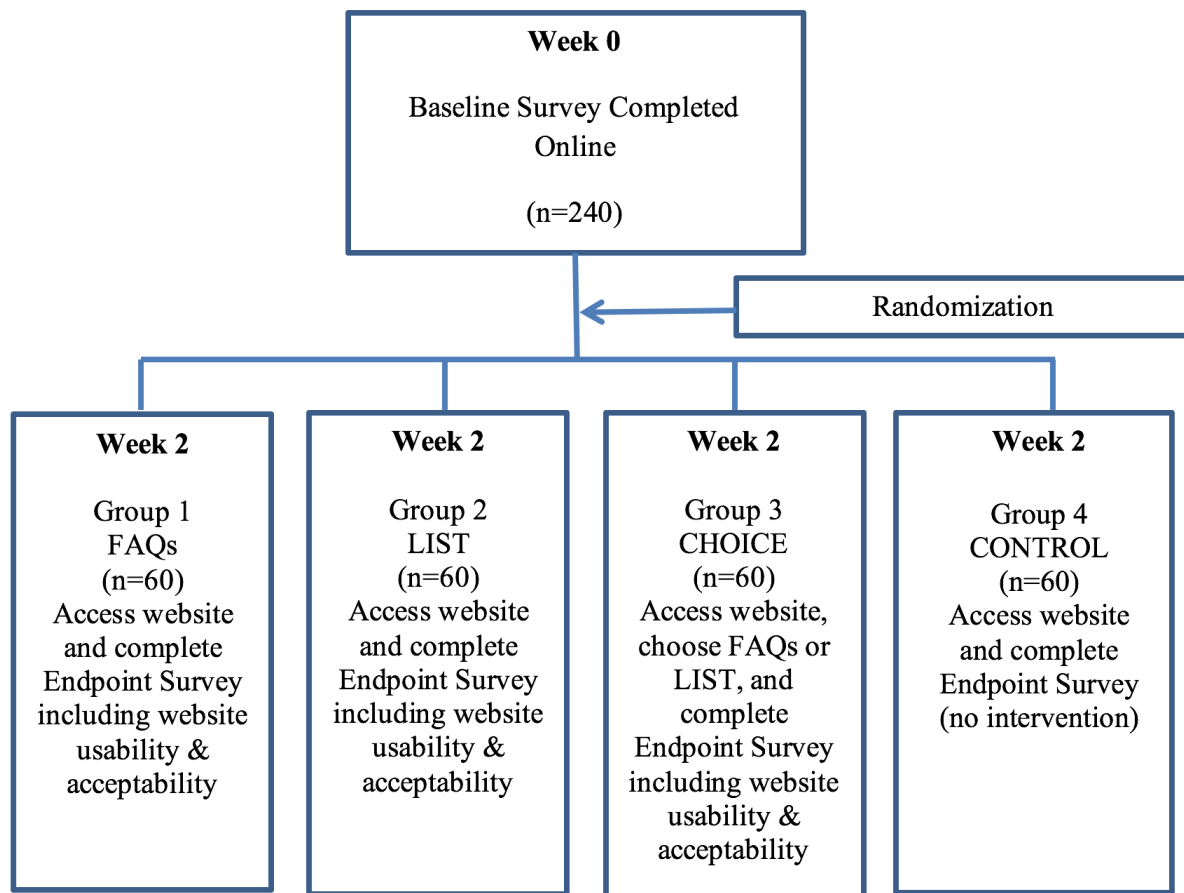 Week 0
Baseline Survey Completed
Online
(n=240)
Randomization
Week 2
Group 1
FAQs
(n=60)
Access website
and complete
Endpoint Survey
including website
usability &
acceptability
Week 2
Group 2
LIST
(n=60)
Access website
and complete
Endpoint Survey
including website
usability &
acceptability
Week 2
Group 3
CHOICE
(n=60)
Access website,
choose FAQs or
LIST, and
complete
Endpoint Survey
including website
usability &
acceptability
Week 2
Group 4
CONTROL
(n=60)
Access website
and complete
Endpoint Survey
(no intervention)